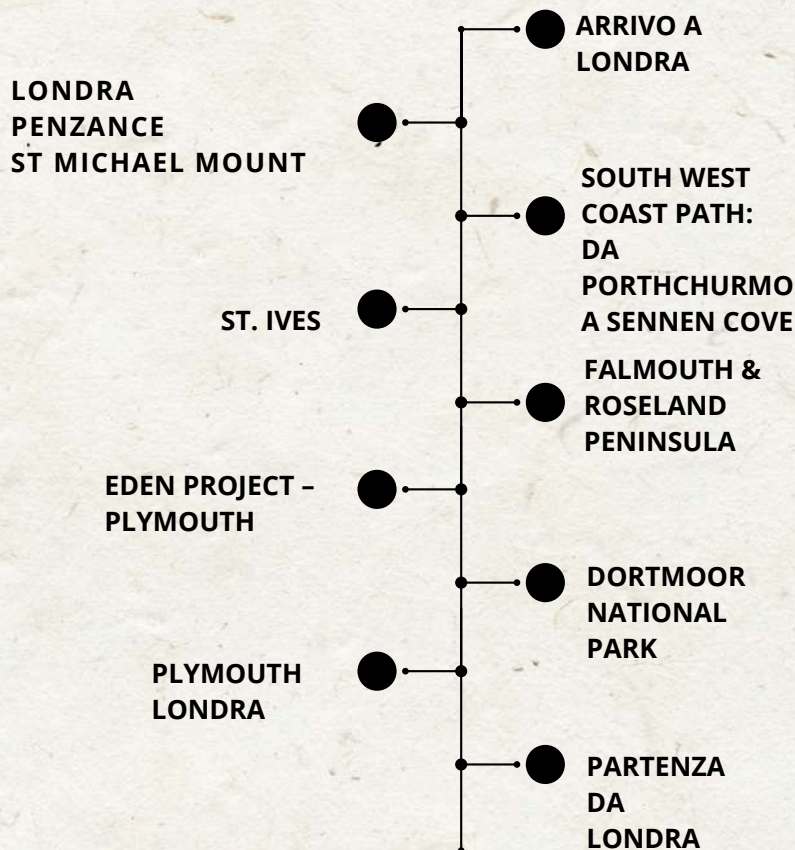 ARRIVO A
LONDRA
LONDRA
PENZANCE
ST MICHAEL MOUNT
SOUTH WEST
COAST PATH:
DA
PORTHCHURMO
A SENNEN COVE
ST. IVES
FALMOUTH &
ROSELAND
PENINSULA
EDEN PROJECT –
PLYMOUTH
DORTMOOR
NATIONAL
PARK
PLYMOUTH
LONDRA
PARTENZA
DA
LONDRA